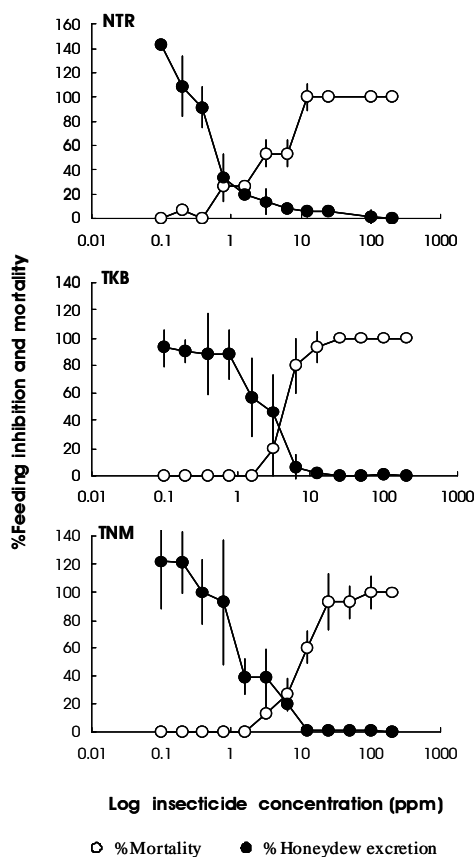 NTR
160
140
120
100
80
60
40
20
0
0.01 0.1 1 10 100 1000
TKB
140
120
100
80
60
40
20
0
0.01 0.1 1 10 100 1000
TNM
140
120
100
80
60
40
20
0
0.01 0.1 1 10 100 1000
%Feeding inhibition and mortality
Log insecticide concentration (ppm)
%Mortality % Honeydew excretion